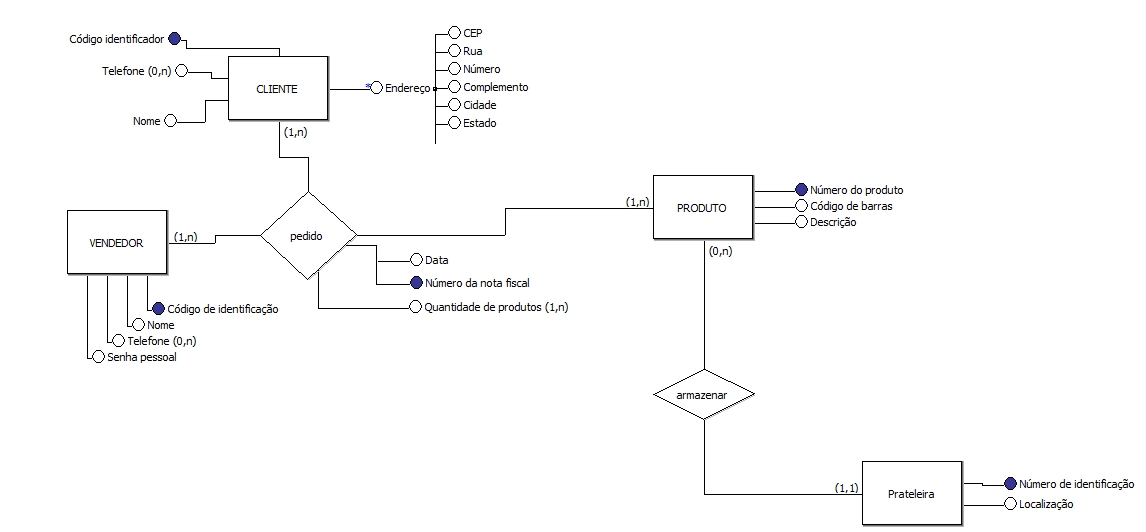 Código identificador
Telefone (0,n)
Nome
CLIENTE
Endereço
CEP
Rua
Número
Complemento
Cidade
Estado
(1,n)
VENDEDOR
(1,n)
pedido
(1,n)
PRODUTO
Número do produto
Código de barras
Descrição
(0,n)
Data
Número da nota fiscal
Quantidade de produtos (1,n)
Código de identificação
Nome
Telefone (0,n)
Senha pessoal
armazenar
(1,1)
Prateleira
Número de identificação
Localização